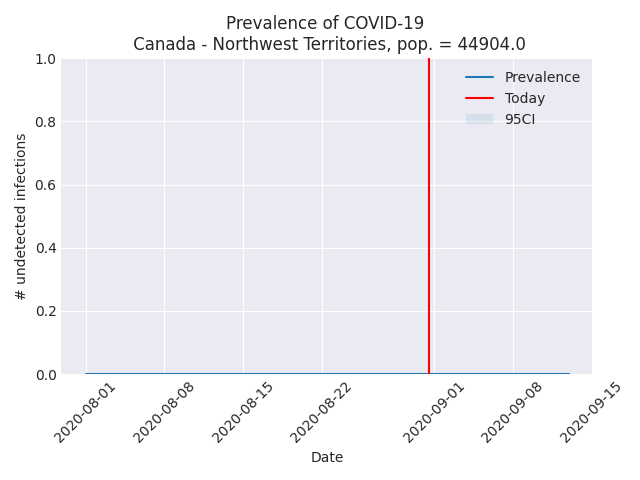 Prevalence of COVID-19
Canada - Northwest Territories, pop. = 44904.0
1.0
0.8
0.6
0.4
0.2
0.0
# undetected infections
Prevalence
Today
95CI
2020-08-01
2020-08-08
2020-08-15
2020-08-22
2020-09-01
2020-09-08
2020-09-15
Date